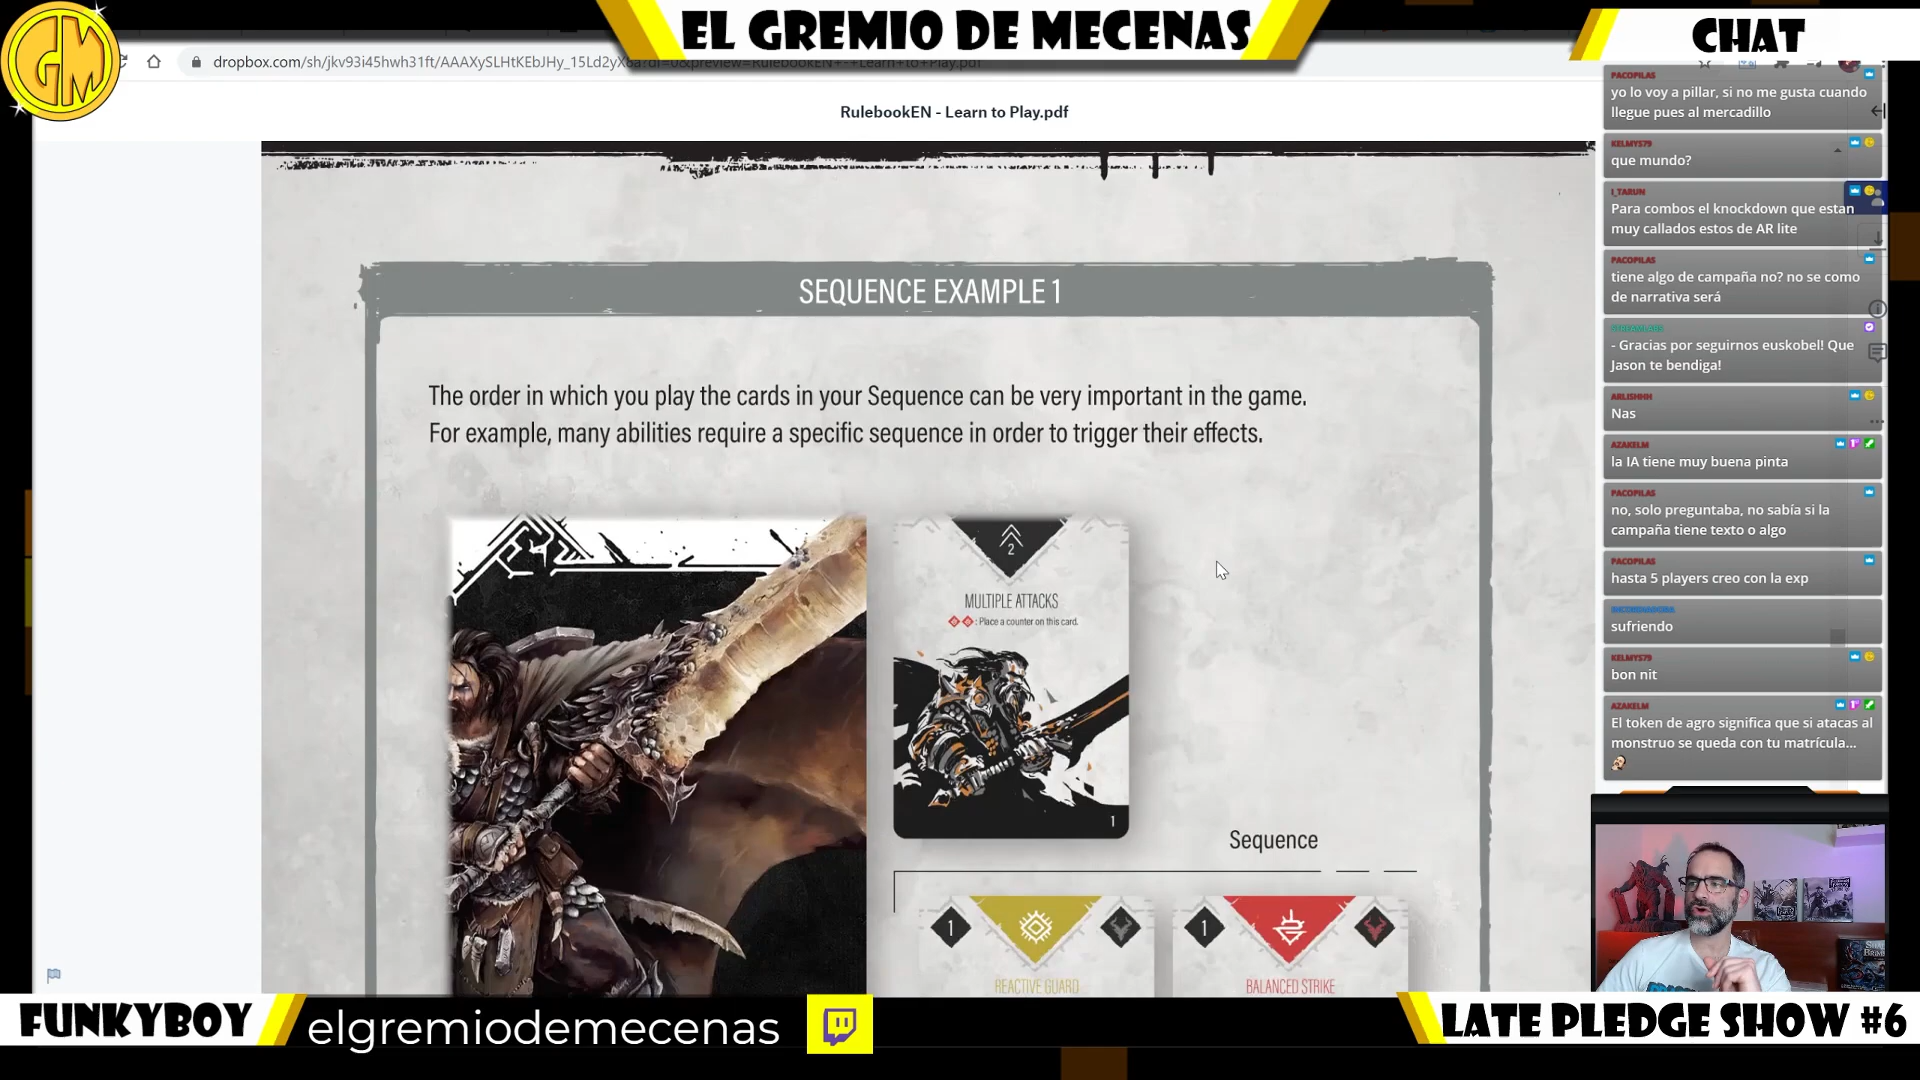 EL GREMIO DE MECENAS
CHAT
GM
dropbox.com/sh/jkv93i45hwh31ft/AAAXySLHtKEbJHy_15Ld2yX
RulebookEN - Learn to Play.pdf
SEQUENCE EXAMPLE 1
The order in which you play the cards in your Sequence can be very important in the game.
For example, many abilities require a specific sequence in order to trigger their effects.
2
MULTIPLE ATTACKS
: Place a counter on this card.
1
Sequence
1
REACTIVE GUARD
1
BALANCED STRIKE
PACOPILAS
yo lo voy a pillar, si no me gusta cuando
llegue pues al mercadillo
KELMYS79
que mundo?
I_TARUN
Para combos el knockdown que estan
muy callados estos de AR lite
PACOPILAS
tiene algo de campaña no? no se como
de narrativa será
- Gracias por seguirnos euskobel! Que
Jason te bendiga!
ARLISHHH
Nas
AZAKELM
la IA tiene muy buena pinta
PACOPILAS
no, solo preguntaba, no sabía si la
campaña tiene texto o algo
PACOPILAS
hasta 5 players creo con la exp
sufriendo
KELMYS79
bon nit
AZAKELM
El token de agro significa que si atacas al
monstruo se queda con tu matrícula...
FUNKYBOY
elgremiodemecenas
LATE PLEDGE SHOW #6